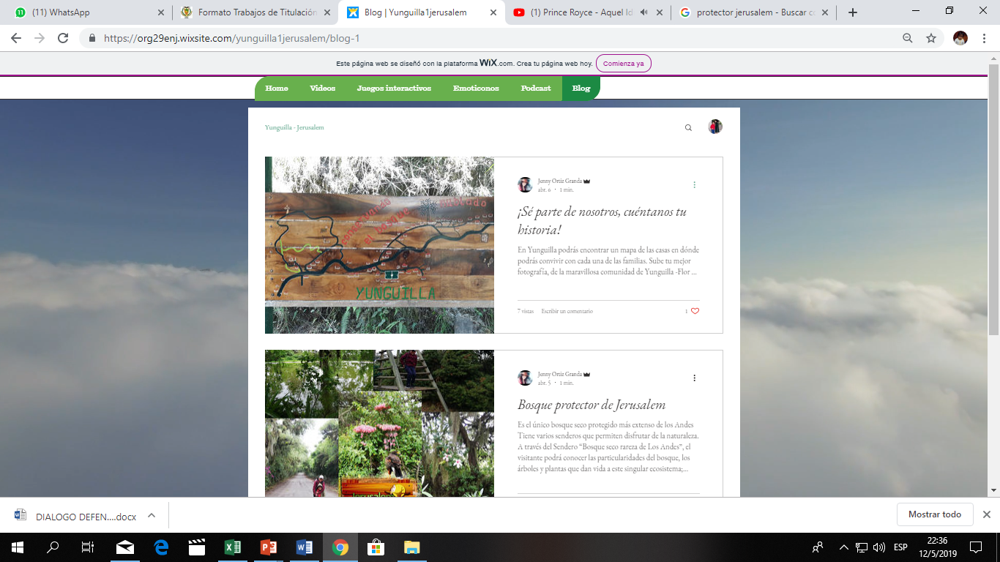 (11) WhatsApp
Formato Trabajos de Titulación
Blog | Yunguilla1jerusalem
(1) Prince Royce - Aquel Id
protector jerusalem - Buscar co
https://org29enj.wixsite.com/yunguilla1jerusalem/blog-1
Este página web se diseñó con la plataforma WiX.com. Crea tu página web hoy. Comienza ya
Home Videos Juegos interactivos Emoticonos Podcast Blog
Yunguilla - Jerusalem
YUNGUILLA
Jenny Ortiz Granda
abr. 6 · 1 min.
¡Sé parte de nosotros, cuéntanos tu
historia!
En Yunguilla podrás encontrar un mapa de las casas en dónde
podrás convivir con cada una de las familias. Sube tu mejor
fotografía, de la maravillosa comunidad de Yunguilla -Flor ...
7 vistas Escribir un comentario 1
Jerusalem
Jenny Ortiz Granda
abr. 5 · 1 min.
Bosque protector de Jerusalem
Es el único bosque seco protegido más extenso de los Andes
Tiene varios senderos que permiten disfrutar de la naturaleza.
A través del Sendero “Bosque seco rareza de Los Andes”, el
visitante podrá conocer las particularidades del bosque, los
árboles y plantas que dan vida a este singular ecosistema;...
DIALOGO DEFEN....docx
Mostrar todo
ESP
22:36
12/5/2019